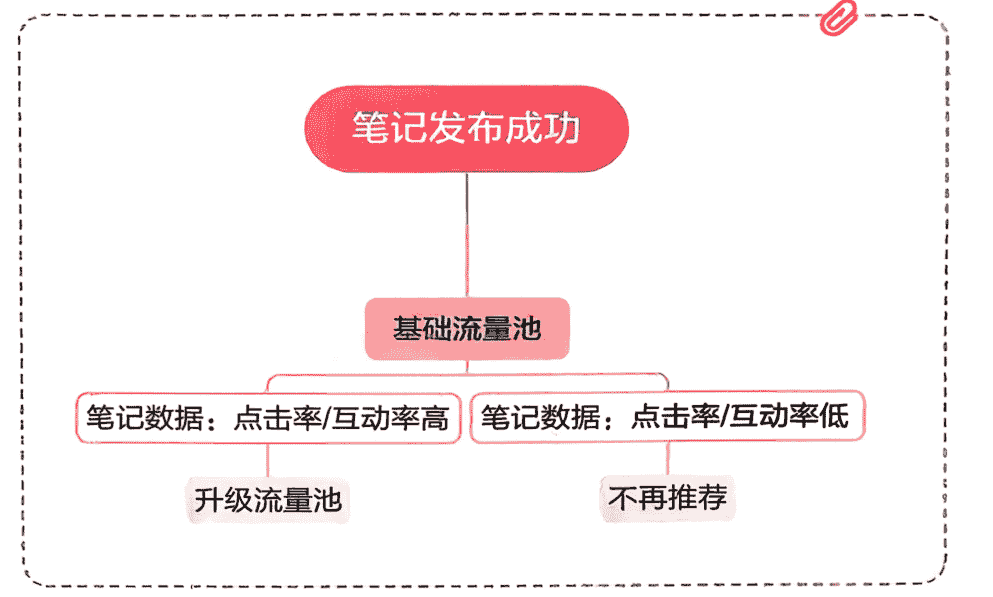 笔记发布成功
基础流量池
笔记数据：点击率/互动率高
笔记数据：点击率/互动率低
升级流量池
不再推荐